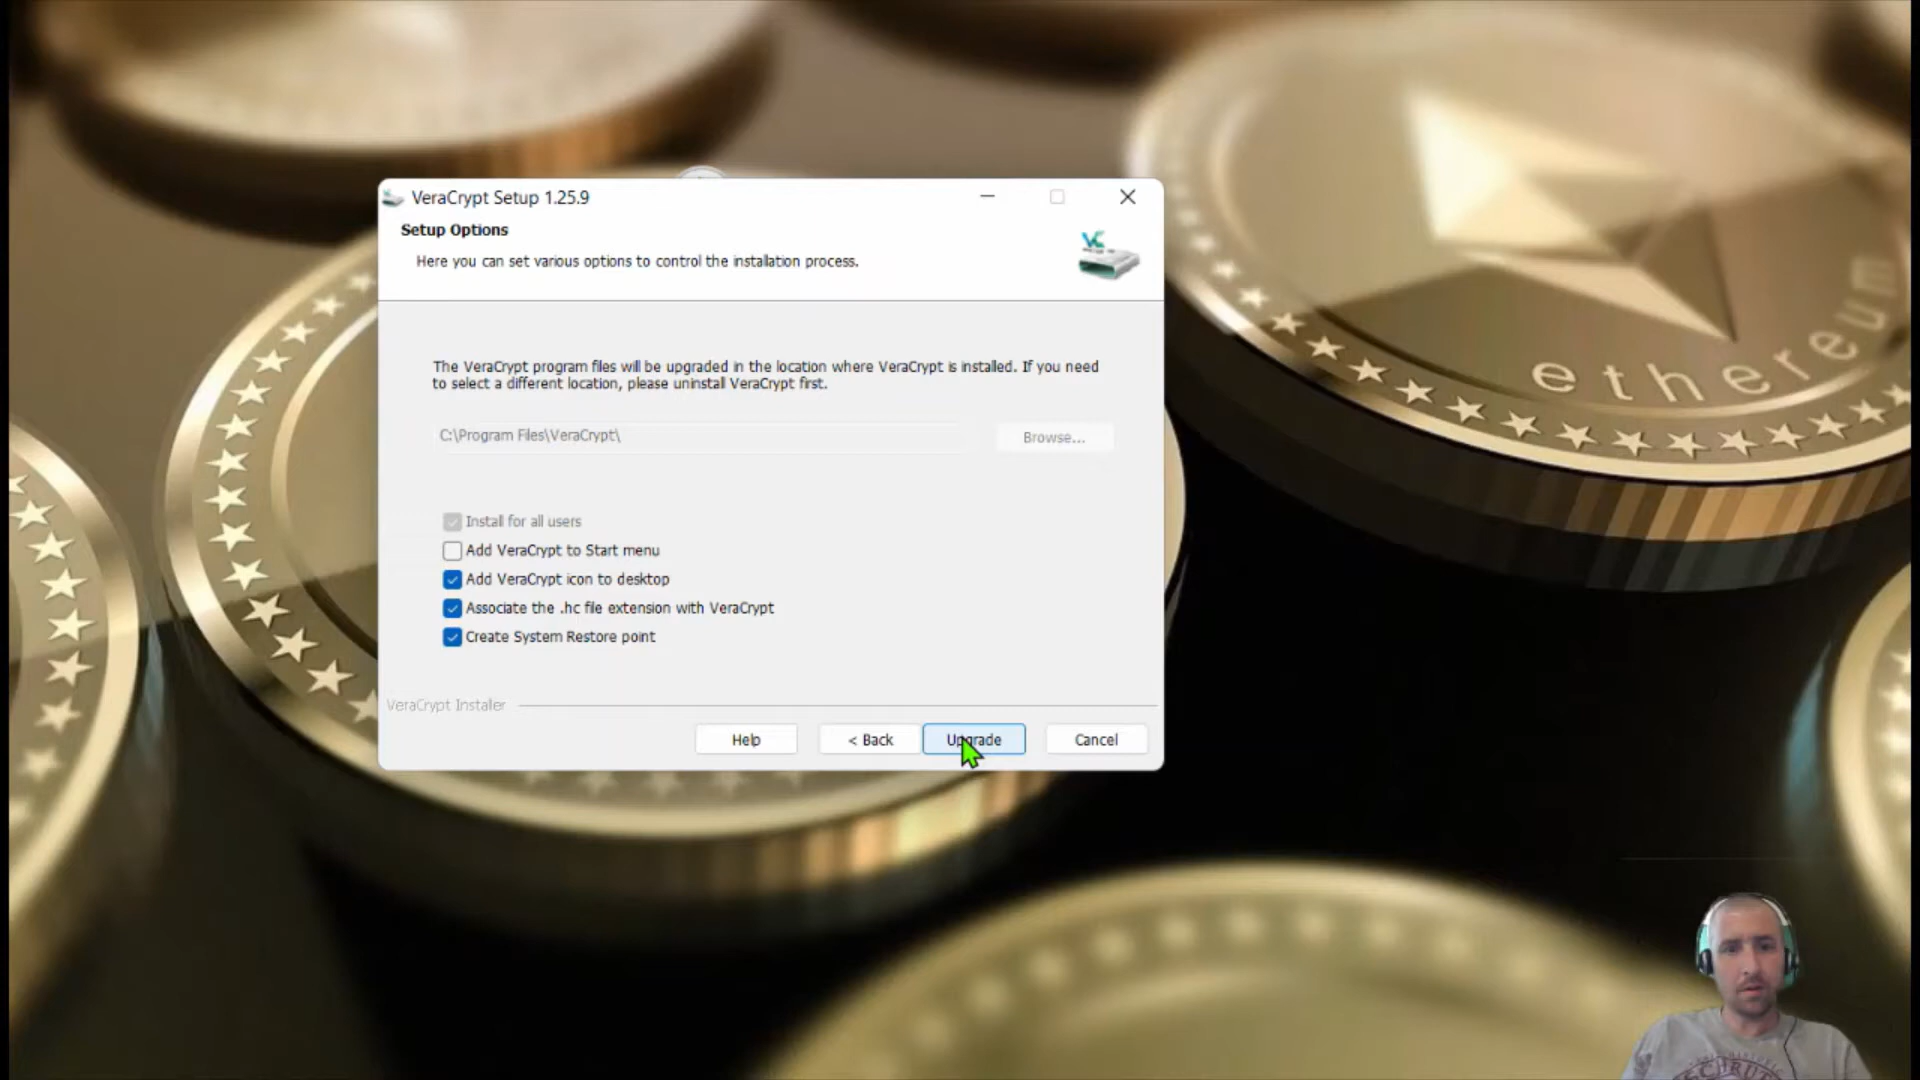 VeraCrypt Setup 1.25.9
Setup Options
Here you can set various options to control the installation process.
The VeraCrypt program files will be upgraded in the location where VeraCrypt is installed. If you need
to select a different location, please uninstall VeraCrypt first.
C:\Program Files\VeraCrypt\
Browse...
Install for all users
Add VeraCrypt to Start menu
Add VeraCrypt icon to desktop
Associate the .hc file extension with VeraCrypt
Create System Restore point
VeraCrypt Installer
Help
< Back
Upgrade
Cancel
ethereum